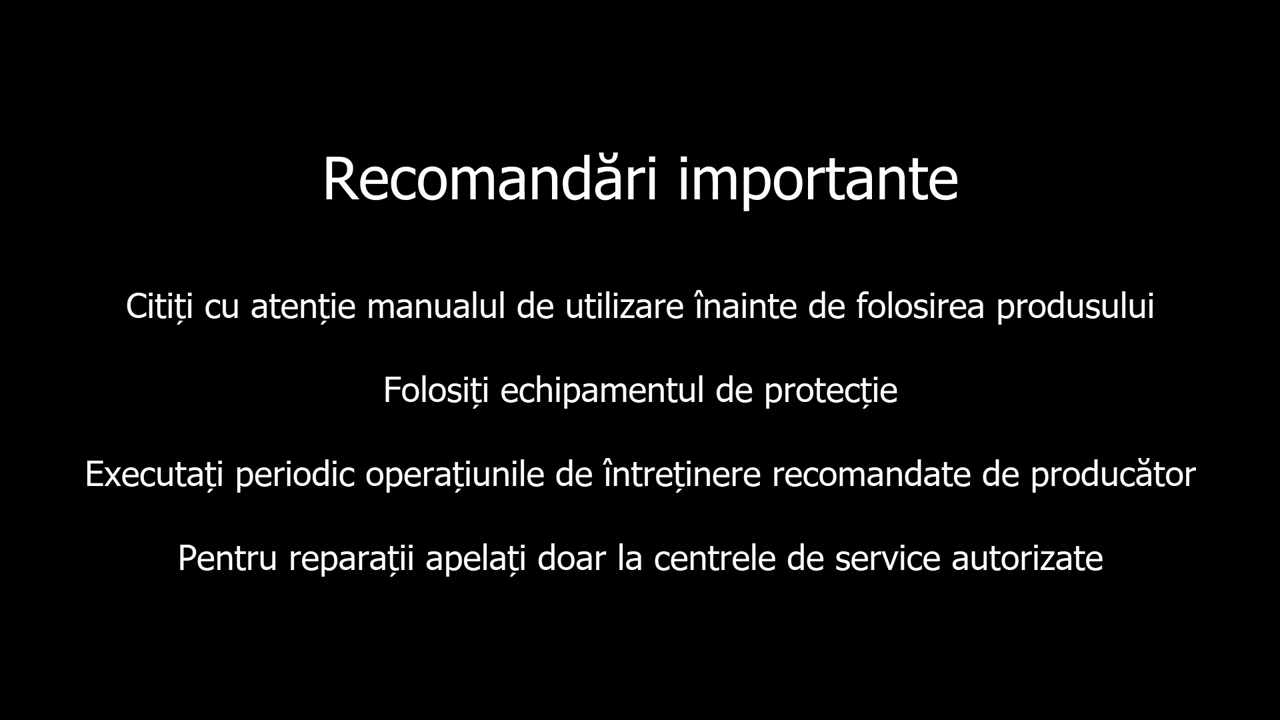 Recomandări importante
Citiți cu atenție manualul de utilizare înainte de folosirea produsului
Folosiți echipamentul de protecție
Executați periodic operațiunile de întreținere recomandate de producător
Pentru reparații apelați doar la centrele de service autorizate